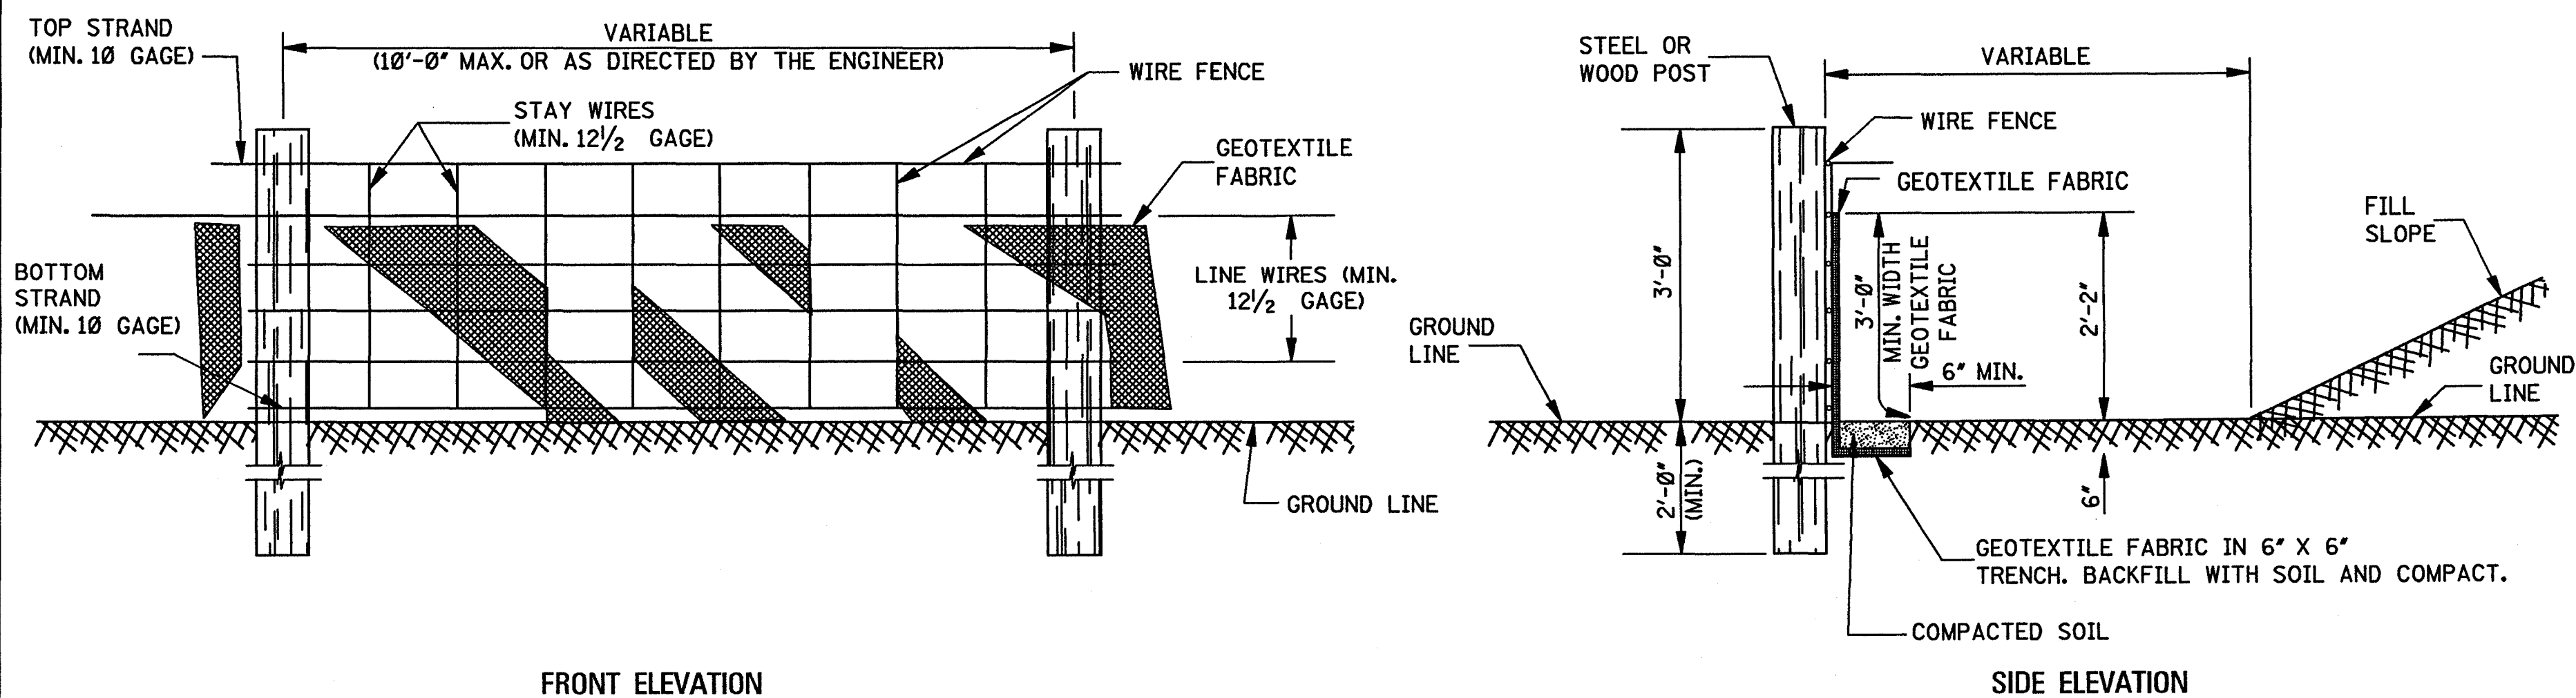 TOP STRAND
(MIN. 10 GAGE)
VARIABLE
(10'-0" MAX. OR AS DIRECTED BY THE ENGINEER)
WIRE FENCE
STAY WIRES
(MIN. 12 1/2 GAGE)
GEOTEXTILE
FABRIC
BOTTOM
STRAND
(MIN. 10 GAGE)
LINE WIRES (MIN.
12 1/2 GAGE)
GROUND LINE
FRONT ELEVATION
STEEL OR
WOOD POST
VARIABLE
WIRE FENCE
GEOTEXTILE FABRIC
FILL
SLOPE
3'-0"
3'-0"
MIN. WIDTH
GEOTEXTILE
FABRIC
2'-2"
GROUND
LINE
6" MIN.
GROUND
LINE
2'-0"
(MIN.)
6"
GEOTEXTILE FABRIC IN 6" X 6"
TRENCH. BACKFILL WITH SOIL AND COMPACT.
COMPACTED SOIL
SIDE ELEVATION